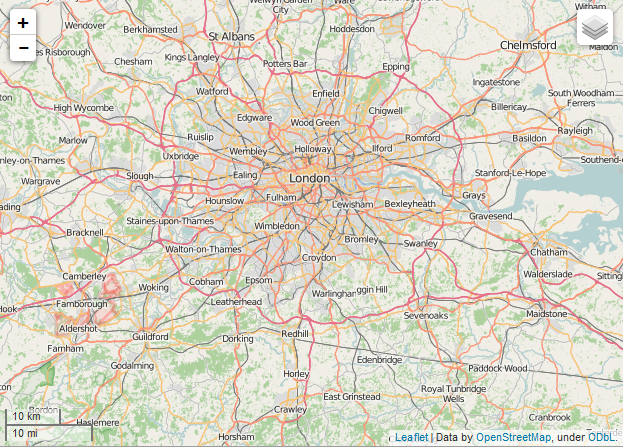 Welwyn Garden
City
Ware
Witham
Wendover
Berkhamsted
Hoddesdon
St Albans
Chelmsford
Maldon
es Risborough
Chesham
Kings Langley
Potters Bar
Epping
Ingatestone
Watford
Enfield
South Woodham
Ferrers
High Wycombe
Edgware
Wood Green
Chigwell
Billericay
Rayleigh
Marlow
Ruislip
Wembley
Holloway
Ilford
Romford
Basildon
enley-on-Thames
Uxbridge
Southend-o
Wargrave
Slough
Ealing
London
Stanford-Le-Hope
ading
Hounslow
Fulham
Lewisham
Bexleyheath
Grays
Staines-upon-Thames
Gravesend
Bracknell
Wimbledon
Walton-on-Thames
Bromley
Swanley
Chatham
Croydon
Camberley
Cobham
Epsom
Walderslade
Sitting
Woking
Warlingham
ggin Hill
Hook
Farnborough
Leatherhead
Sevenoaks
Maidstone
Aldershot
Guildford
Dorking
Redhill
Farnham
Godalming
Edenbridge
Paddock Wood
Horley
Royal Tunbridge
Wells
East Grinstead
Bordon
Crawley
Cranbrook
Haslemere
Horsham
+
−
10 km
10 mi
Leaflet | Data by OpenStreetMap, under ODbL.